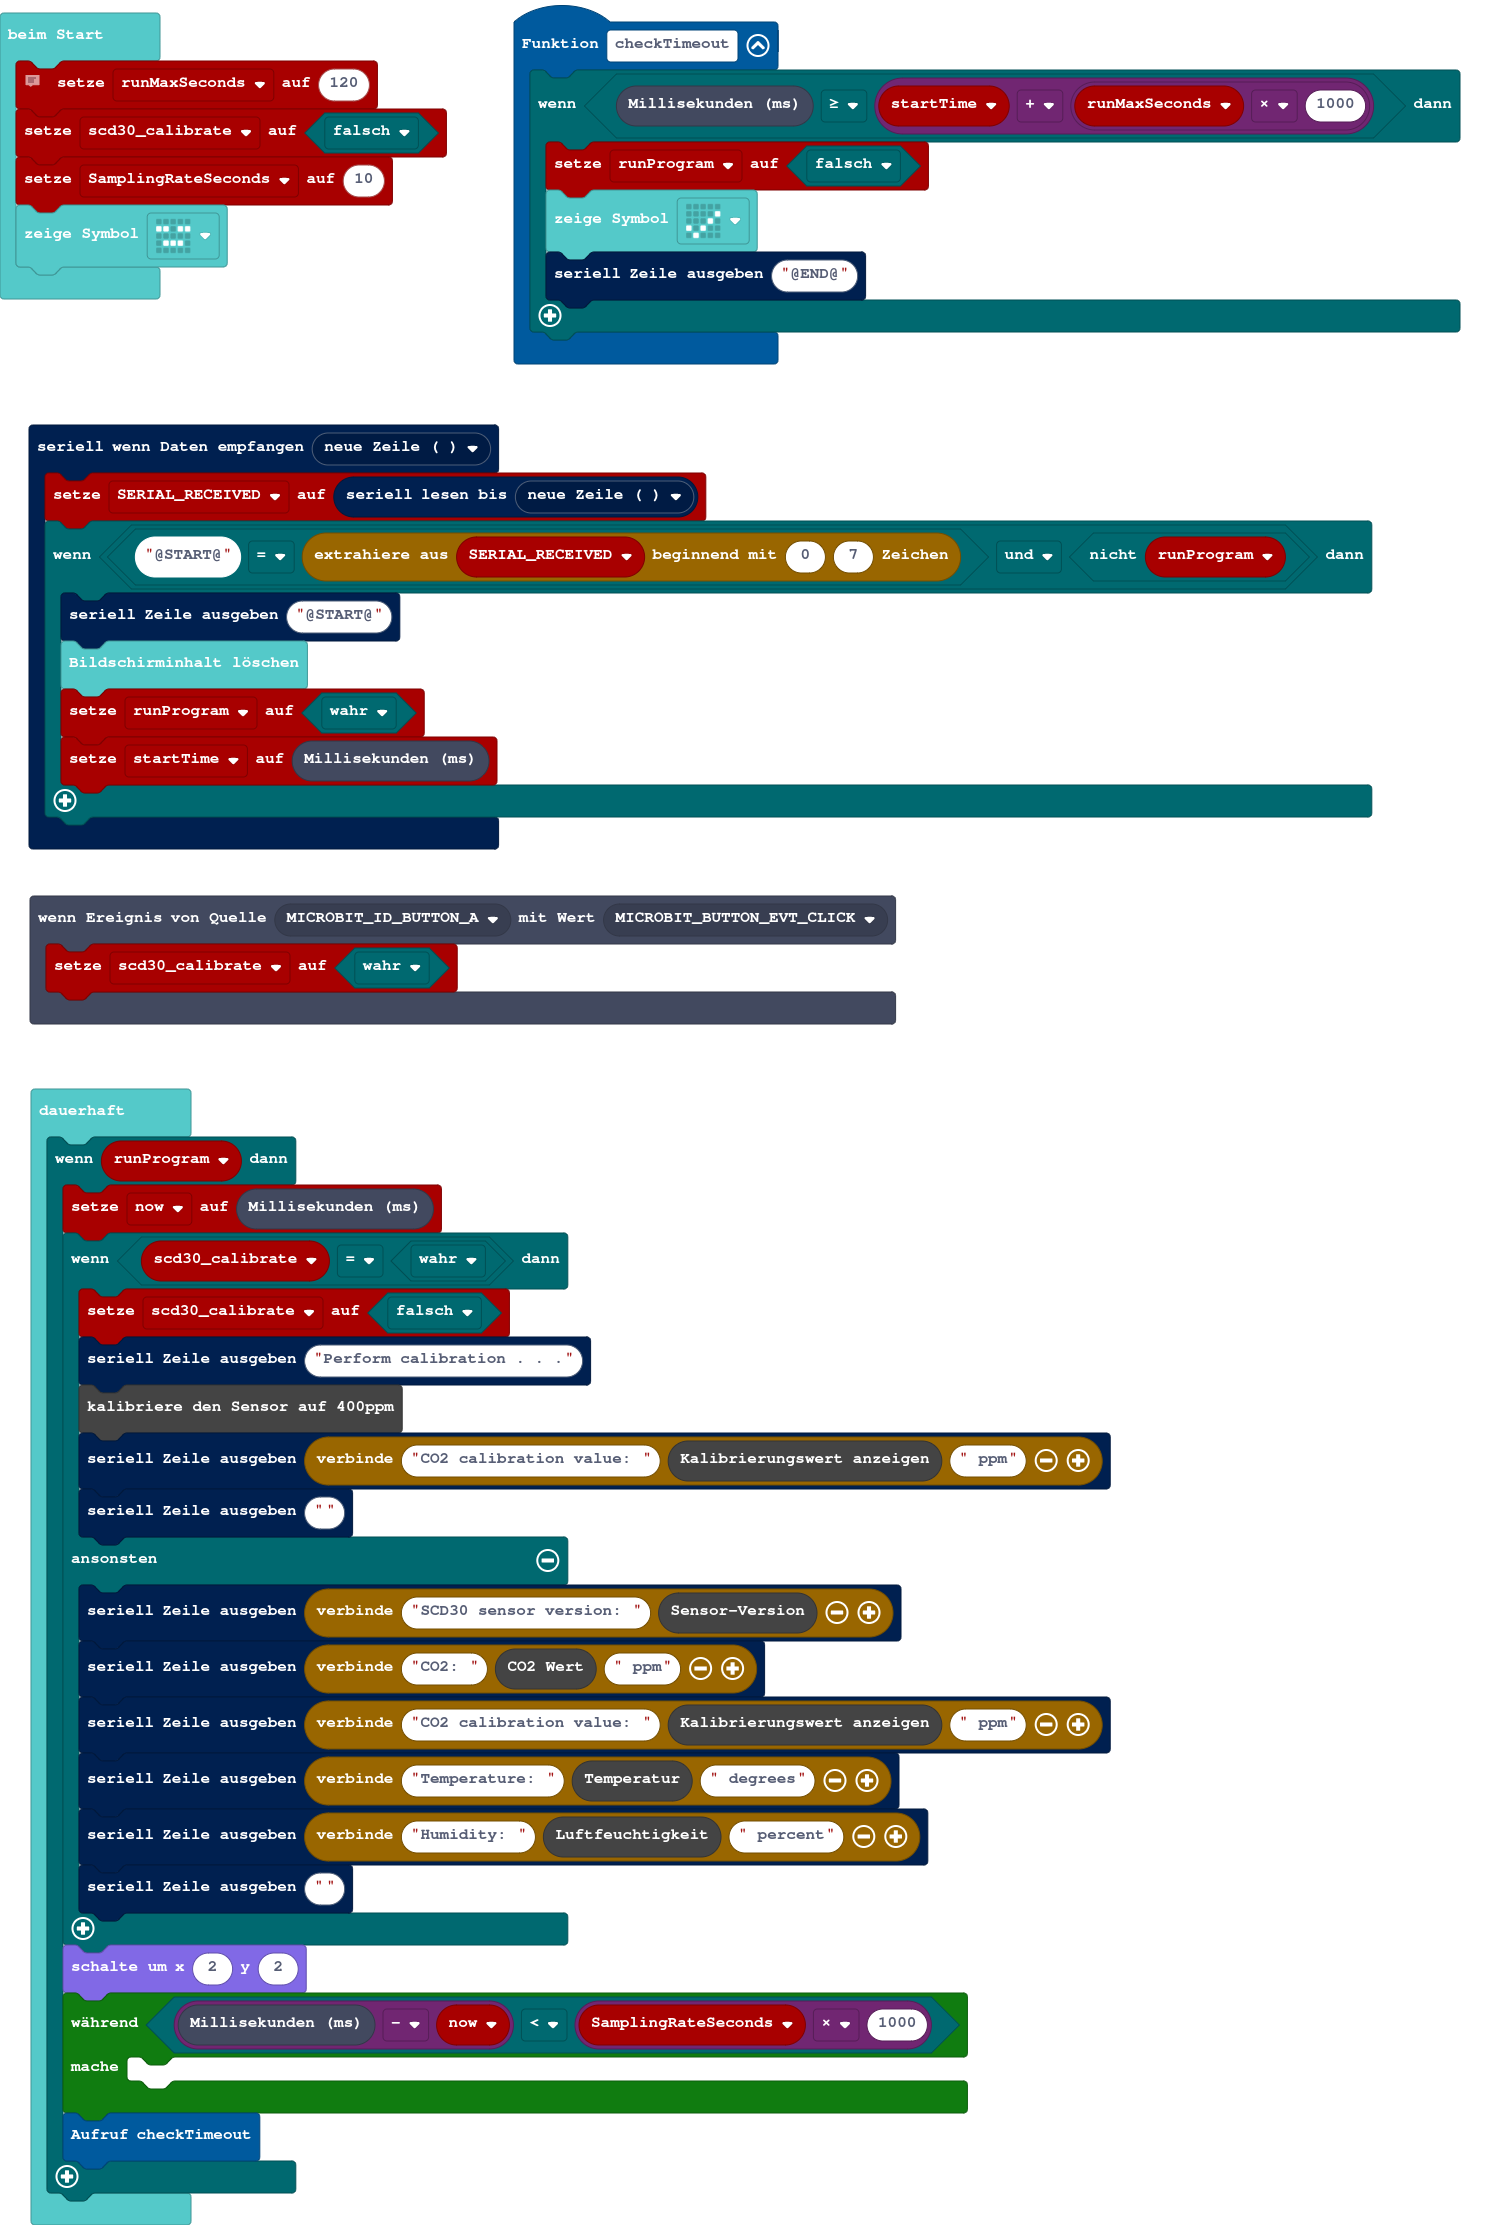 beim Start
setze runMaxSeconds auf 120
setze scd30_calibrate auf falsch
setze SamplingRateSeconds auf 10
zeige Symbol
Funktion checkTimeout
wenn Millisekunden (ms) ≥ startTime + runMaxSeconds × 1000 dann
setze runProgram auf falsch
zeige Symbol
seriell Zeile ausgeben "@END@"
seriell wenn Daten empfangen neue Zeile ( )
setze SERIAL_RECEIVED auf seriell lesen bis neue Zeile ( )
wenn "@START@" = extrahiere aus SERIAL_RECEIVED beginnend mit 0 7 Zeichen und nicht runProgram dann
seriell Zeile ausgeben "@START@"
Bildschirminhalt löschen
setze runProgram auf wahr
setze startTime auf Millisekunden (ms)
wenn Ereignis von Quelle MICROBIT_ID_BUTTON_A mit Wert MICROBIT_BUTTON_EVT_CLICK
setze scd30_calibrate auf wahr
dauerhaft
wenn runProgram dann
setze now auf Millisekunden (ms)
wenn scd30_calibrate = wahr dann
setze scd30_calibrate auf falsch
seriell Zeile ausgeben "Perform calibration . . ."
kalibriere den Sensor auf 400ppm
seriell Zeile ausgeben verbinde "CO2 calibration value: " Kalibrierungswert anzeigen " ppm"
seriell Zeile ausgeben ""
ansonsten
seriell Zeile ausgeben verbinde "SCD30 sensor version: " Sensor-Version
seriell Zeile ausgeben verbinde "CO2: " CO2 Wert " ppm"
seriell Zeile ausgeben verbinde "CO2 calibration value: " Kalibrierungswert anzeigen " ppm"
seriell Zeile ausgeben verbinde "Temperature: " Temperatur " degrees"
seriell Zeile ausgeben verbinde "Humidity: " Luftfeuchtigkeit " percent"
seriell Zeile ausgeben ""
schalte um x 2 y 2
während Millisekunden (ms) - now < SamplingRateSeconds × 1000
mache
Aufruf checkTimeout